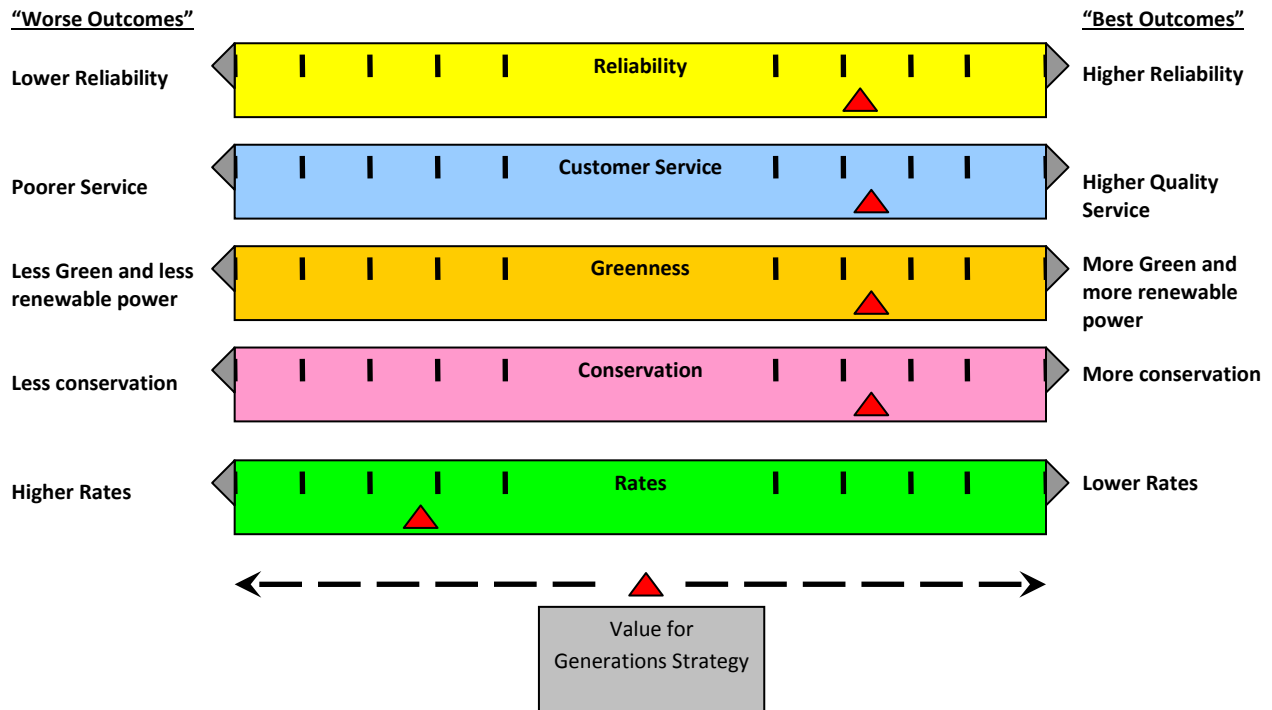 “Worse Outcomes”
“Best Outcomes”
Lower Reliability
Reliability
Higher Reliability
Poorer Service
Customer Service
Higher Quality
Service
Less Green and less
renewable power
Greenness
More Green and
more renewable
power
Less conservation
Conservation
More conservation
Higher Rates
Rates
Lower Rates
Value for
Generations Strategy